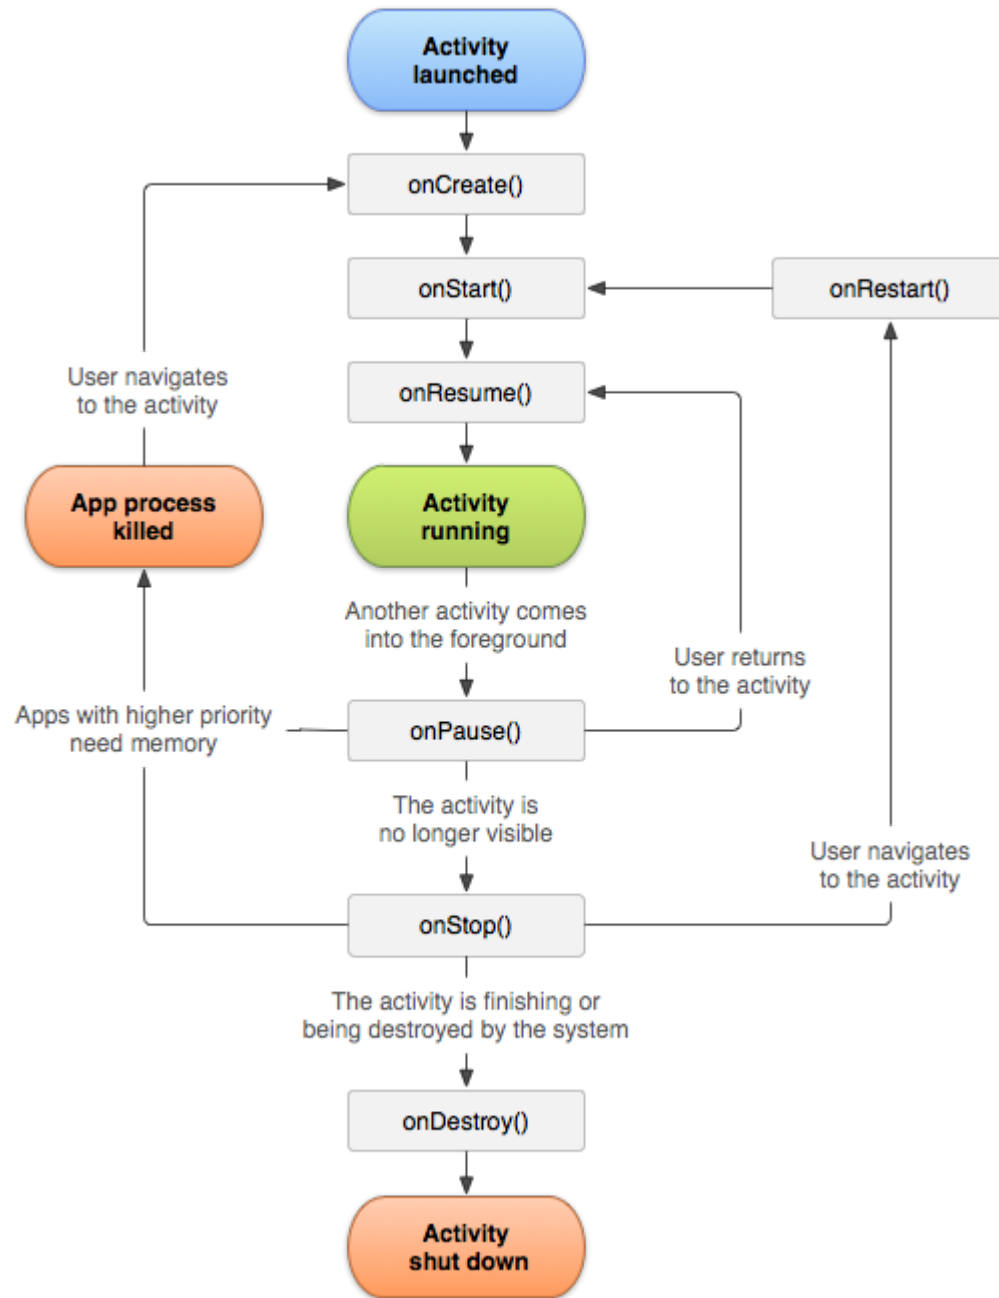 Activity
launched
onCreate()
onStart()
onRestart()
User navigates
to the activity
onResume()
App process
killed
Activity
running
Another activity comes
into the foreground
User returns
to the activity
Apps with higher priority
need memory
onPause()
The activity is
no longer visible
User navigates
to the activity
onStop()
The activity is finishing or
being destroyed by the system
onDestroy()
Activity
shut down